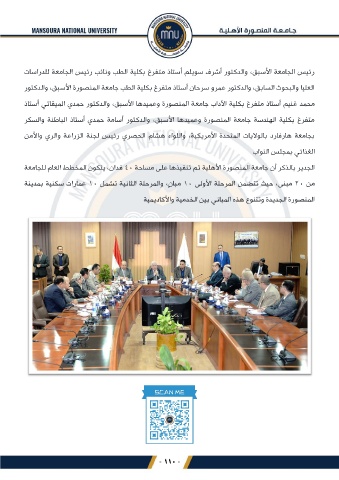 MANSOURA NATIONAL UNIVERSITY
جـامـعـة المنصـورة الأهـليـة
رئيس الجامعة الأسبق، والدكتور أشرف سويلم أستاذ متفرغ بكلية الطب ونائب رئيس الجامعة للدراسات
العليا والبحوث السابق، والدكتور عمرو سرحان أستاذ متفرغ بكلية الطب جامعة المنصورة الأسبق، والدكتور
محمد غنيم أستاذ متفرغ بكلية الآداب جامعة المنصورة وعميدها الأسبق، والدكتور حمدي الميقاتي أستاذ
متفرغ بكلية الهندسة جامعة المنصورة وعميدها الأسبق، والدكتور أسامة حمدي أستاذ الباطنة والسكر
بجامعة هارفارد بالولايات المتحدة الأمريكية، واللواء هشام الحصري رئيس لجنة الزراعة والري والأمن
الغذائي بمجلس النواب.
الجدير بالذكر أن جامعة المنصورة الأهلية تم تنفيذها على مساحة ٤٠ فدان، يتكون المخطط العام للجامعة
من ٢٠ مبنى، حيث تتضمن المرحلة الأولى ١٠ مبانٍ، والمرحلة الثانية تشمل ١٠ عمارات سكنية بمدينة
المنصورة الجديدة وتتنوع هذه المباني بين الخدمية والأكاديمية
SCAN ME
- ١١٠ -